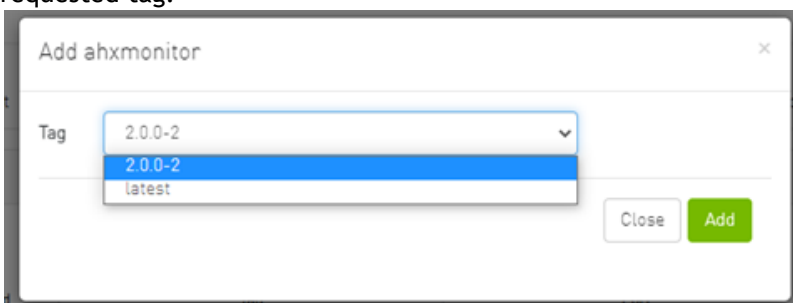 requested tag.
Add ahxmonitor ×
Tag 2.0.0-2
2.0.0-2
latest
Close Add